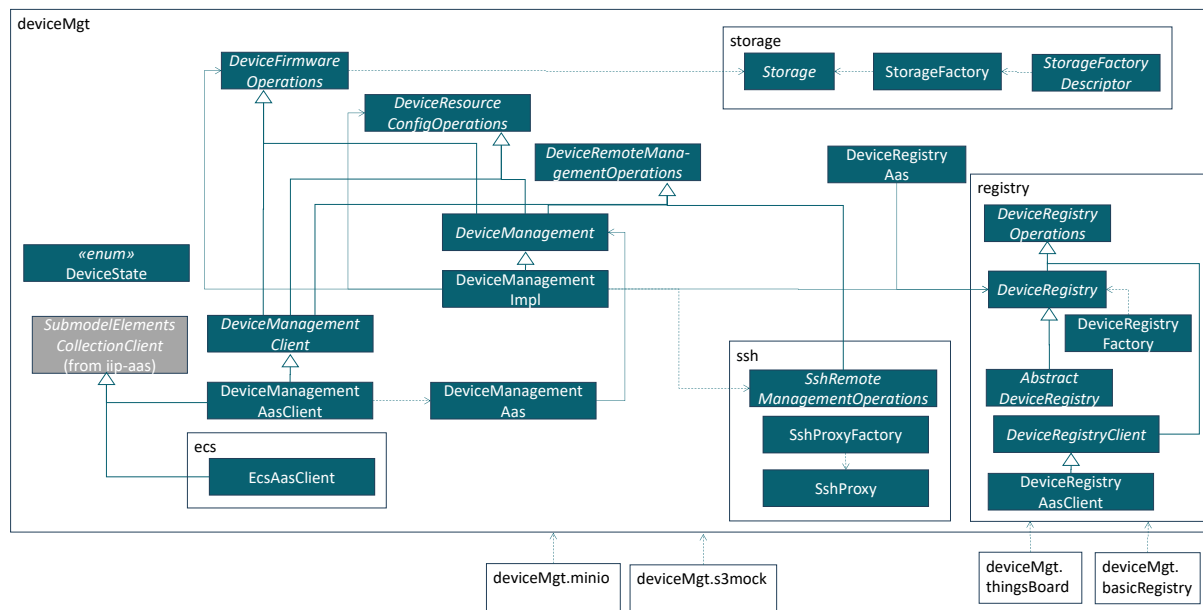 deviceMgt
storage
DeviceFirmware
Operations
Storage
StorageFactory
StorageFactory
Descriptor
DeviceResource
ConfigOperations
DeviceRemoteMana-
gementOperations
DeviceRegistry
Aas
registry
DeviceRegistry
Operations
DeviceManagement
«enum»
DeviceState
DeviceManagement
Impl
DeviceRegistry
DeviceRegistry
Factory
SubmodelElements
CollectionClient
(from iip-aas)
DeviceManagement
Client
ssh
SshRemote
ManagementOperations
Abstract
DeviceRegistry
DeviceManagement
AasClient
DeviceManagement
Aas
SshProxyFactory
DeviceRegistryClient
ecs
EcsAasClient
SshProxy
DeviceRegistry
AasClient
deviceMgt.minio
deviceMgt.s3mock
deviceMgt.
thingsBoard
deviceMgt.
basicRegistry